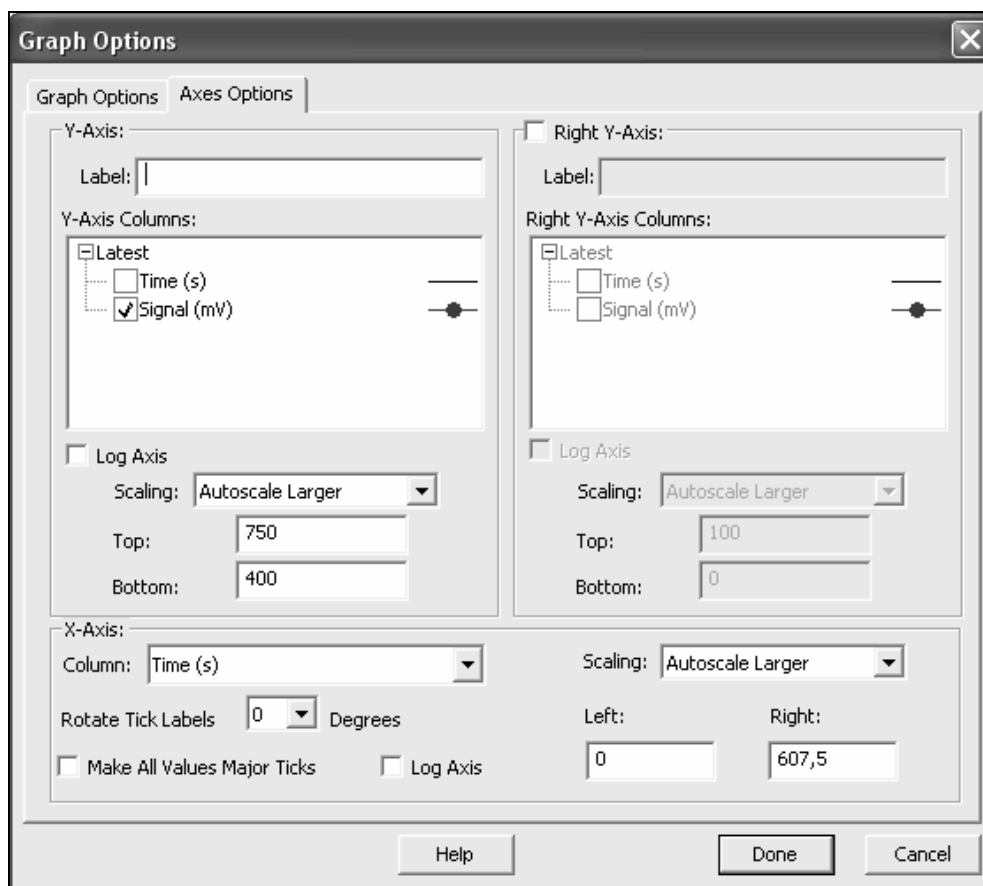 Graph Options
Graph Options Axes Options
Y-Axis:
Label:
Y-Axis Columns:
Latest
Time (s)
Signal (mV)
Log Axis
Scaling: Autoscale Larger
Top: 750
Bottom: 400
Right Y-Axis:
Label:
Right Y-Axis Columns:
Latest
Time (s)
Signal (mV)
Log Axis
Scaling: Autoscale Larger
Top: 100
Bottom: 0
X-Axis:
Column: Time (s)
Rotate Tick Labels 0 Degrees
Make All Values Major Ticks Log Axis
Scaling: Autoscale Larger
Left: Right:
0 607,5
Help Done Cancel